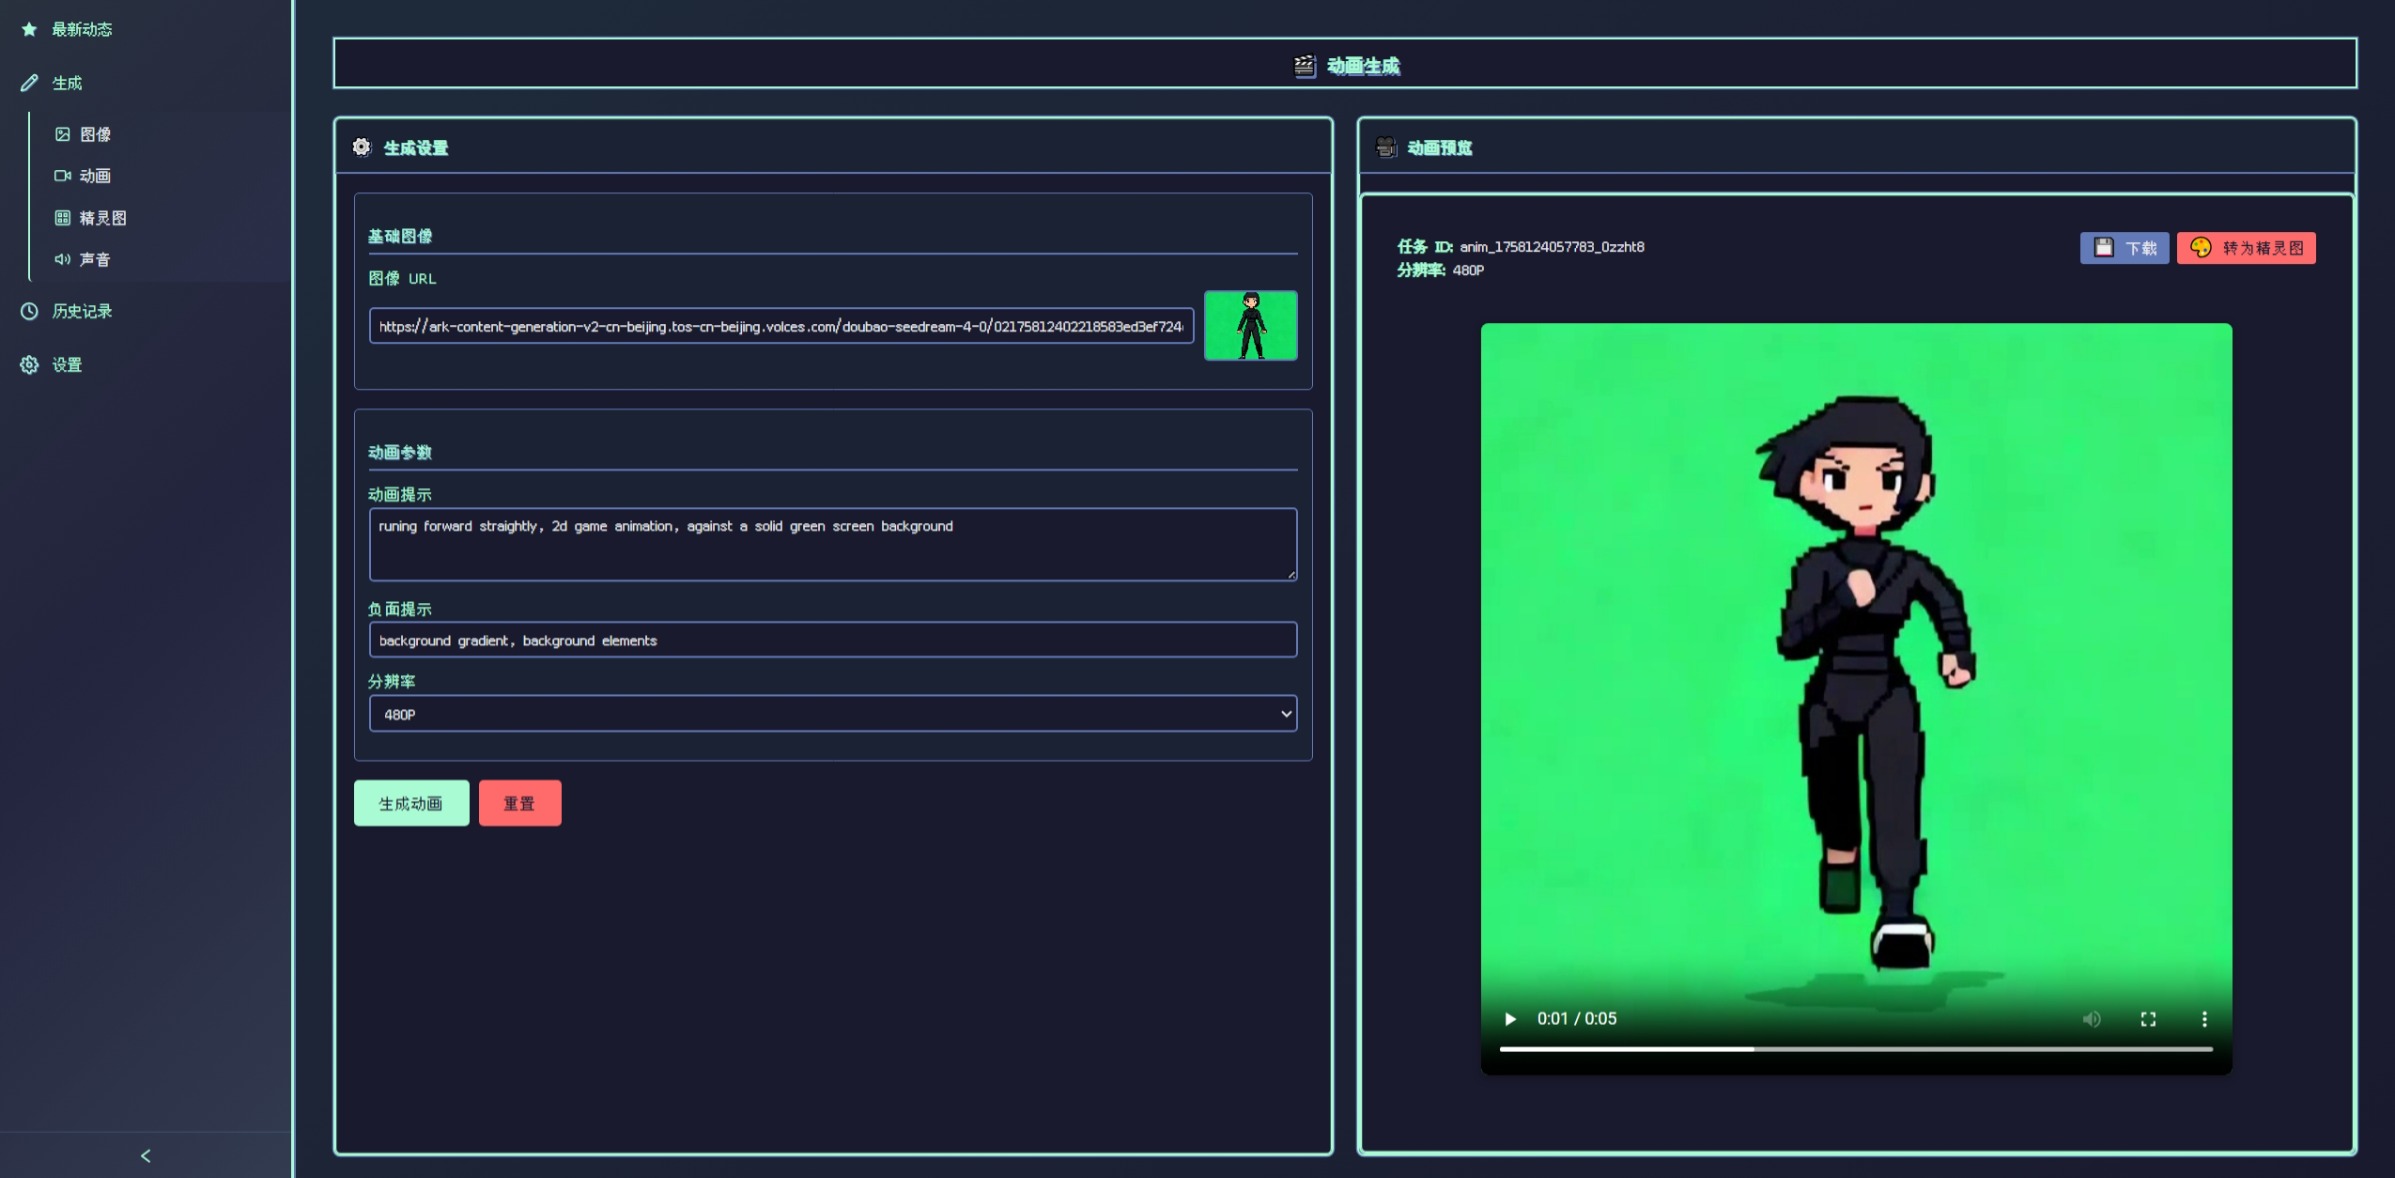 最新动态
生成
图像
动画
精灵图
声音
历史记录
设置
动画生成
生成设置
基础图像
图像 URL
https://ark-content-generation-v2-cn-beijing.tos-cn-beijing.volces.com/doubao-seedream-4-0/02175812402218583ed3ef724
动画参数
动画提示
runing forward straightly, 2d game animation, against a solid green screen background
负面提示
background gradient, background elements
分辨率
480P
生成动画 重置
动画预览
任务 ID: anim_1758124057783_0zzht8
分辨率: 480P
下载 转为精灵图
0:01 / 0:05